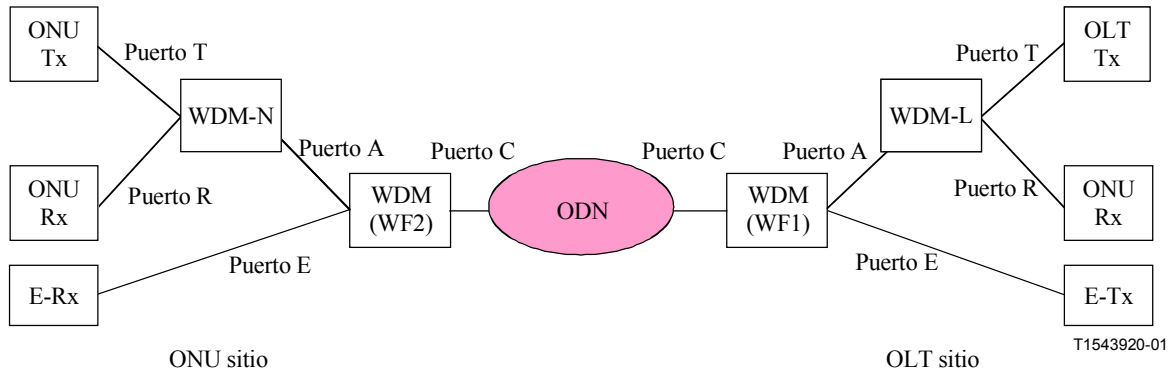 ONU
Tx
Puerto T
WDM-N
Puerto A
Puerto C
ONU
Rx
Puerto R
WDM
(WF2)
Puerto E
E-Rx
ONU sitio
ODN
OLT
Tx
Puerto T
WDM-L
Puerto C
Puerto A
Puerto R
ONU
Rx
WDM
(WF1)
Puerto E
E-Tx
OLT sitio
T1543920-01